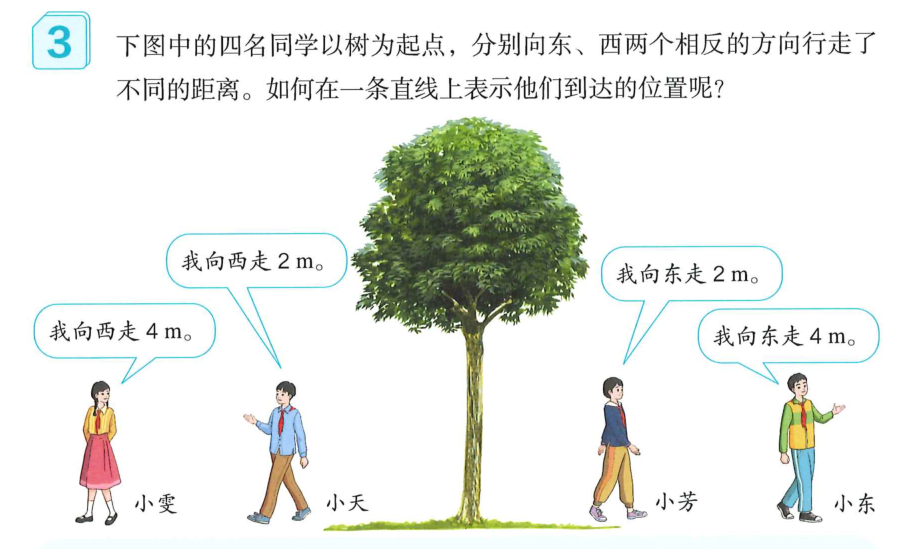 3
下图中的四名同学以树为起点，分别向东、西两个相反的方向行走了
不同的距离。如何在一条直线上表示他们到达的位置呢？
我向西走 2 m。
我向东走 2 m。
我向西走 4 m。
我向东走 4 m。
小雯
小天
小芳
小东